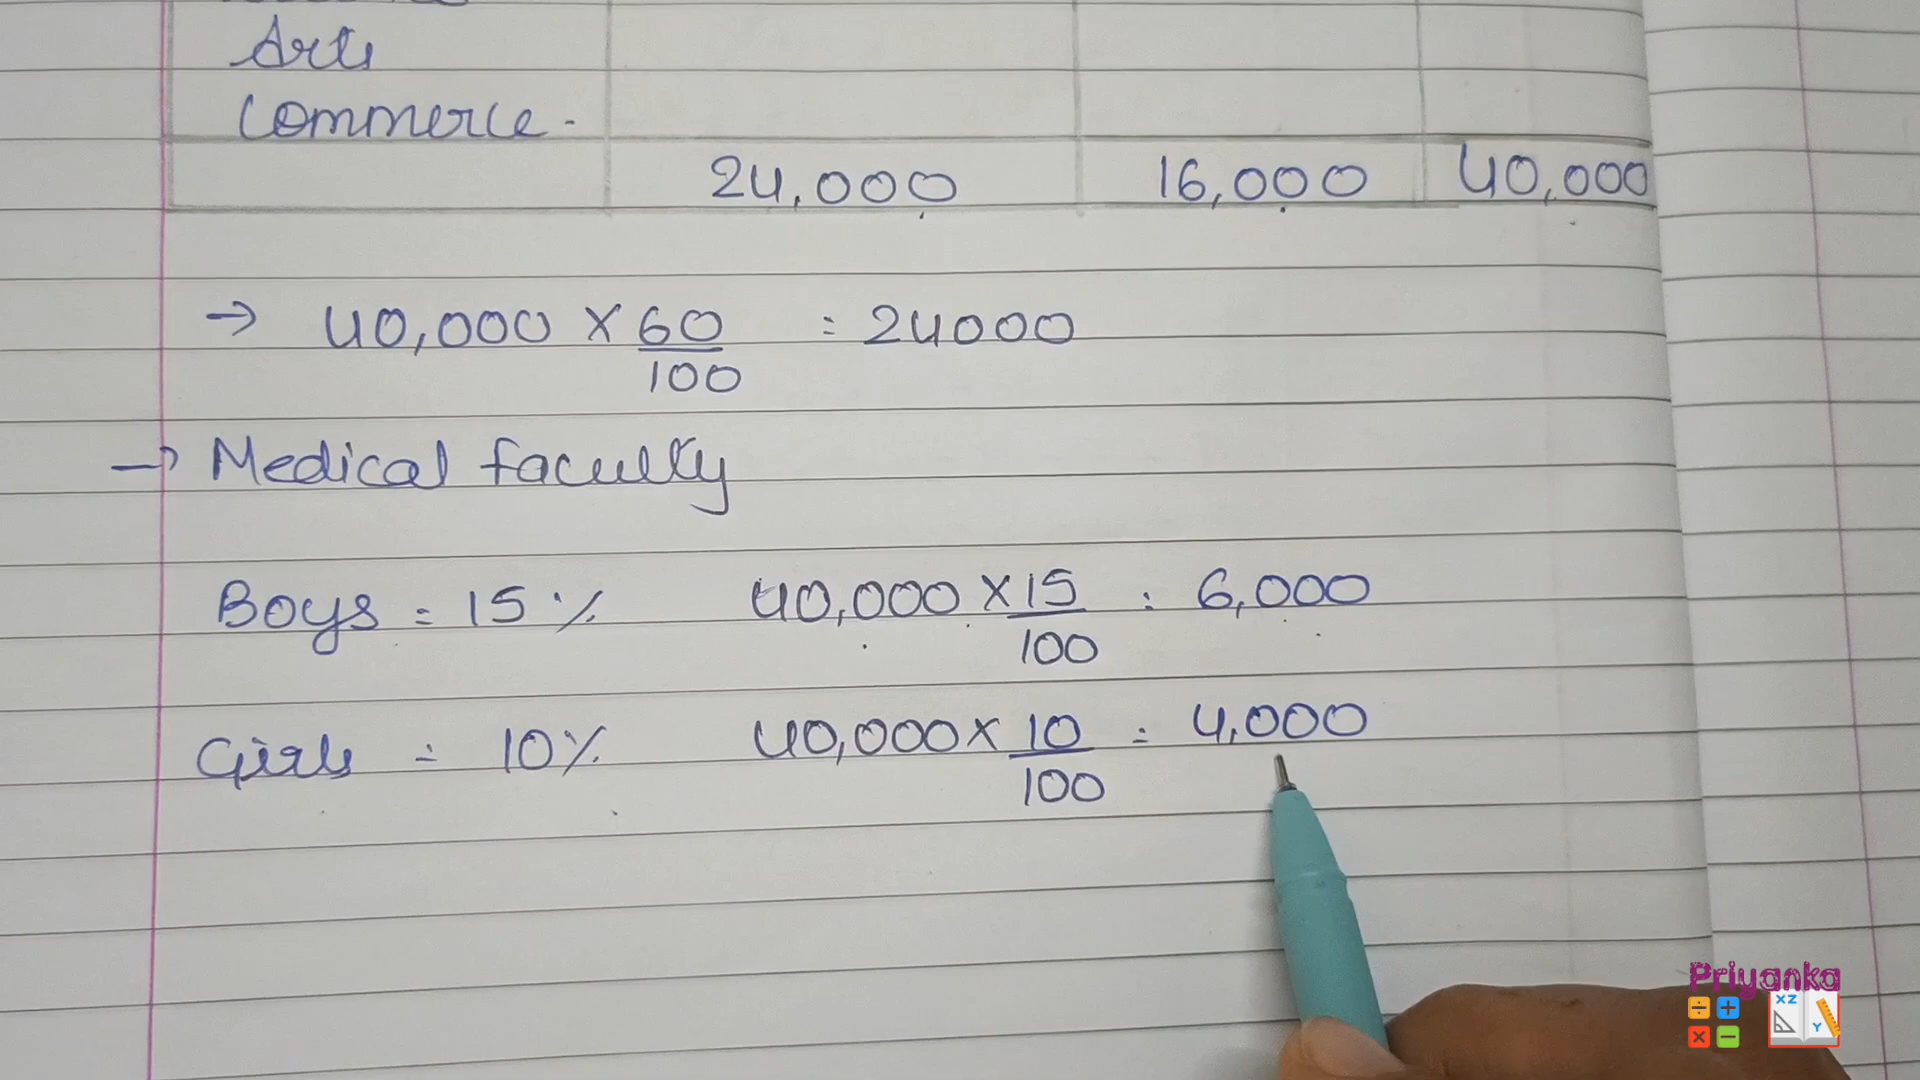 Arts
Commerce.
24,000 16,000 40,000
→ 40,000 × 60/100 = 24000
→ Medical faculty
Boys = 15% 40,000 × 15/100 = 6,000
Girls = 10% 40,000 × 10/100 = 4,000
Priyanka
÷ + XZ
× − Y